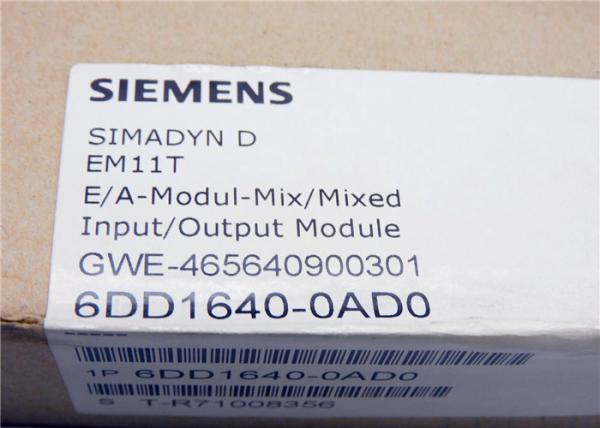 SIEMENS
SIMADYN D
EM11T
E/A-Modul-Mix/Mixed
Input/Output Module
GWE-465640900301
6DD1640-0AD0
1P 6DD1640-0AD0
S T-R71008356